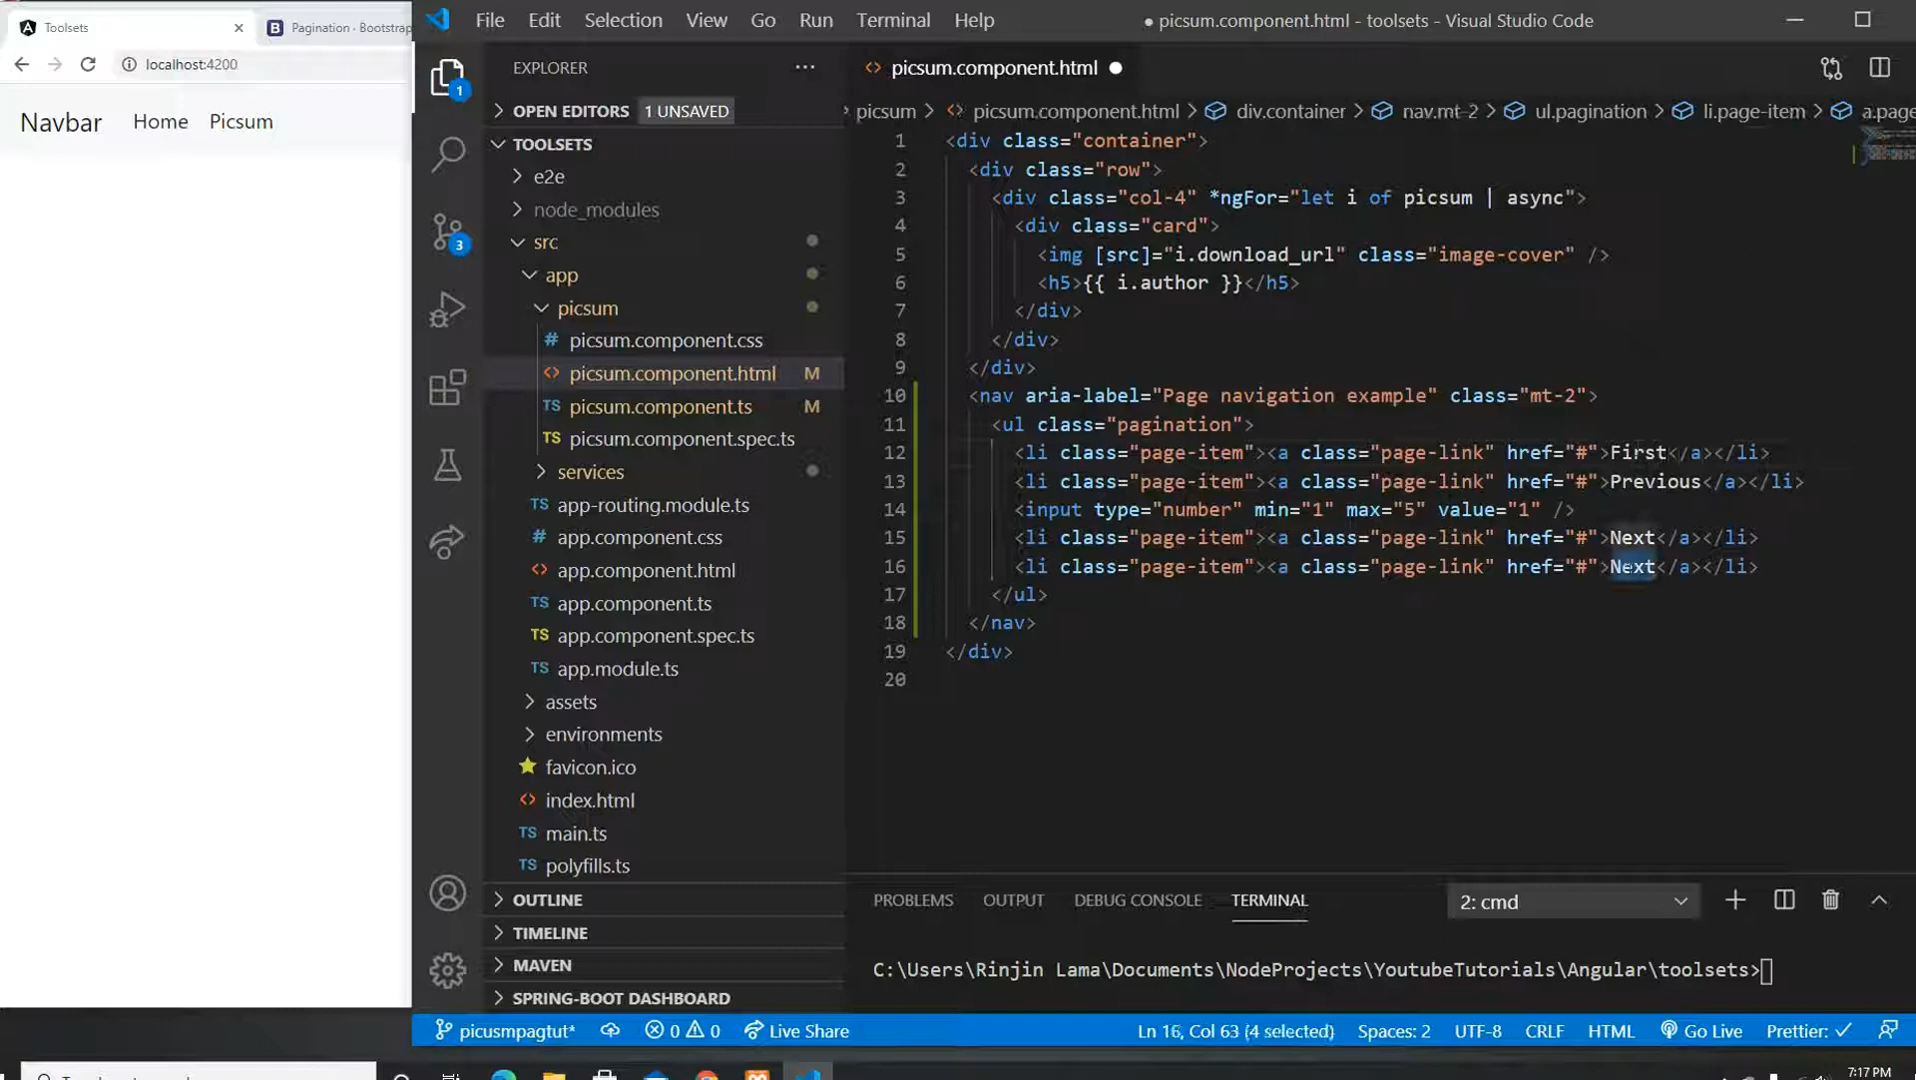 Toolsets
Pagination · Bootstrap
localhost:4200
Navbar Home Picsum
File Edit Selection View Go Run Terminal Help
● picsum.component.html - toolsets - Visual Studio Code
EXPLORER
OPEN EDITORS 1 UNSAVED
TOOLSETS
e2e
node_modules
src
app
picsum
# picsum.component.css
<> picsum.component.html M
TS picsum.component.ts M
TS picsum.component.spec.ts
services
TS app-routing.module.ts
# app.component.css
<> app.component.html
TS app.component.ts
TS app.component.spec.ts
TS app.module.ts
assets
environments
favicon.ico
<> index.html
TS main.ts
TS polyfills.ts
OUTLINE
TIMELINE
MAVEN
SPRING-BOOT DASHBOARD
1
3
<> picsum.component.html ●
picsum > <> picsum.component.html > div.container > nav.mt-2 > ul.pagination > li.page-item > a.page
1 <div class="container">
2 <div class="row">
3 <div class="col-4" *ngFor="let i of picsum | async">
4 <div class="card">
5 <img [src]="i.download_url" class="image-cover" />
6 <h5>{{ i.author }}</h5>
7 </div>
8 </div>
9 </div>
10 <nav aria-label="Page navigation example" class="mt-2">
11 <ul class="pagination">
12 <li class="page-item"><a class="page-link" href="#">First</a></li>
13 <li class="page-item"><a class="page-link" href="#">Previous</a></li>
14 <input type="number" min="1" max="5" value="1" />
15 <li class="page-item"><a class="page-link" href="#">Next</a></li>
16 <li class="page-item"><a class="page-link" href="#">Next</a></li>
17 </ul>
18 </nav>
19 </div>
20
PROBLEMS OUTPUT DEBUG CONSOLE TERMINAL 2: cmd
C:\Users\Rinjin Lama\Documents\NodeProjects\YoutubeTutorials\Angular\toolsets>
picusmpagtut* 0 0 Live Share Ln 16, Col 63 (4 selected) Spaces: 2 UTF-8 CRLF HTML Go Live Prettier: ✓
7:17 PM